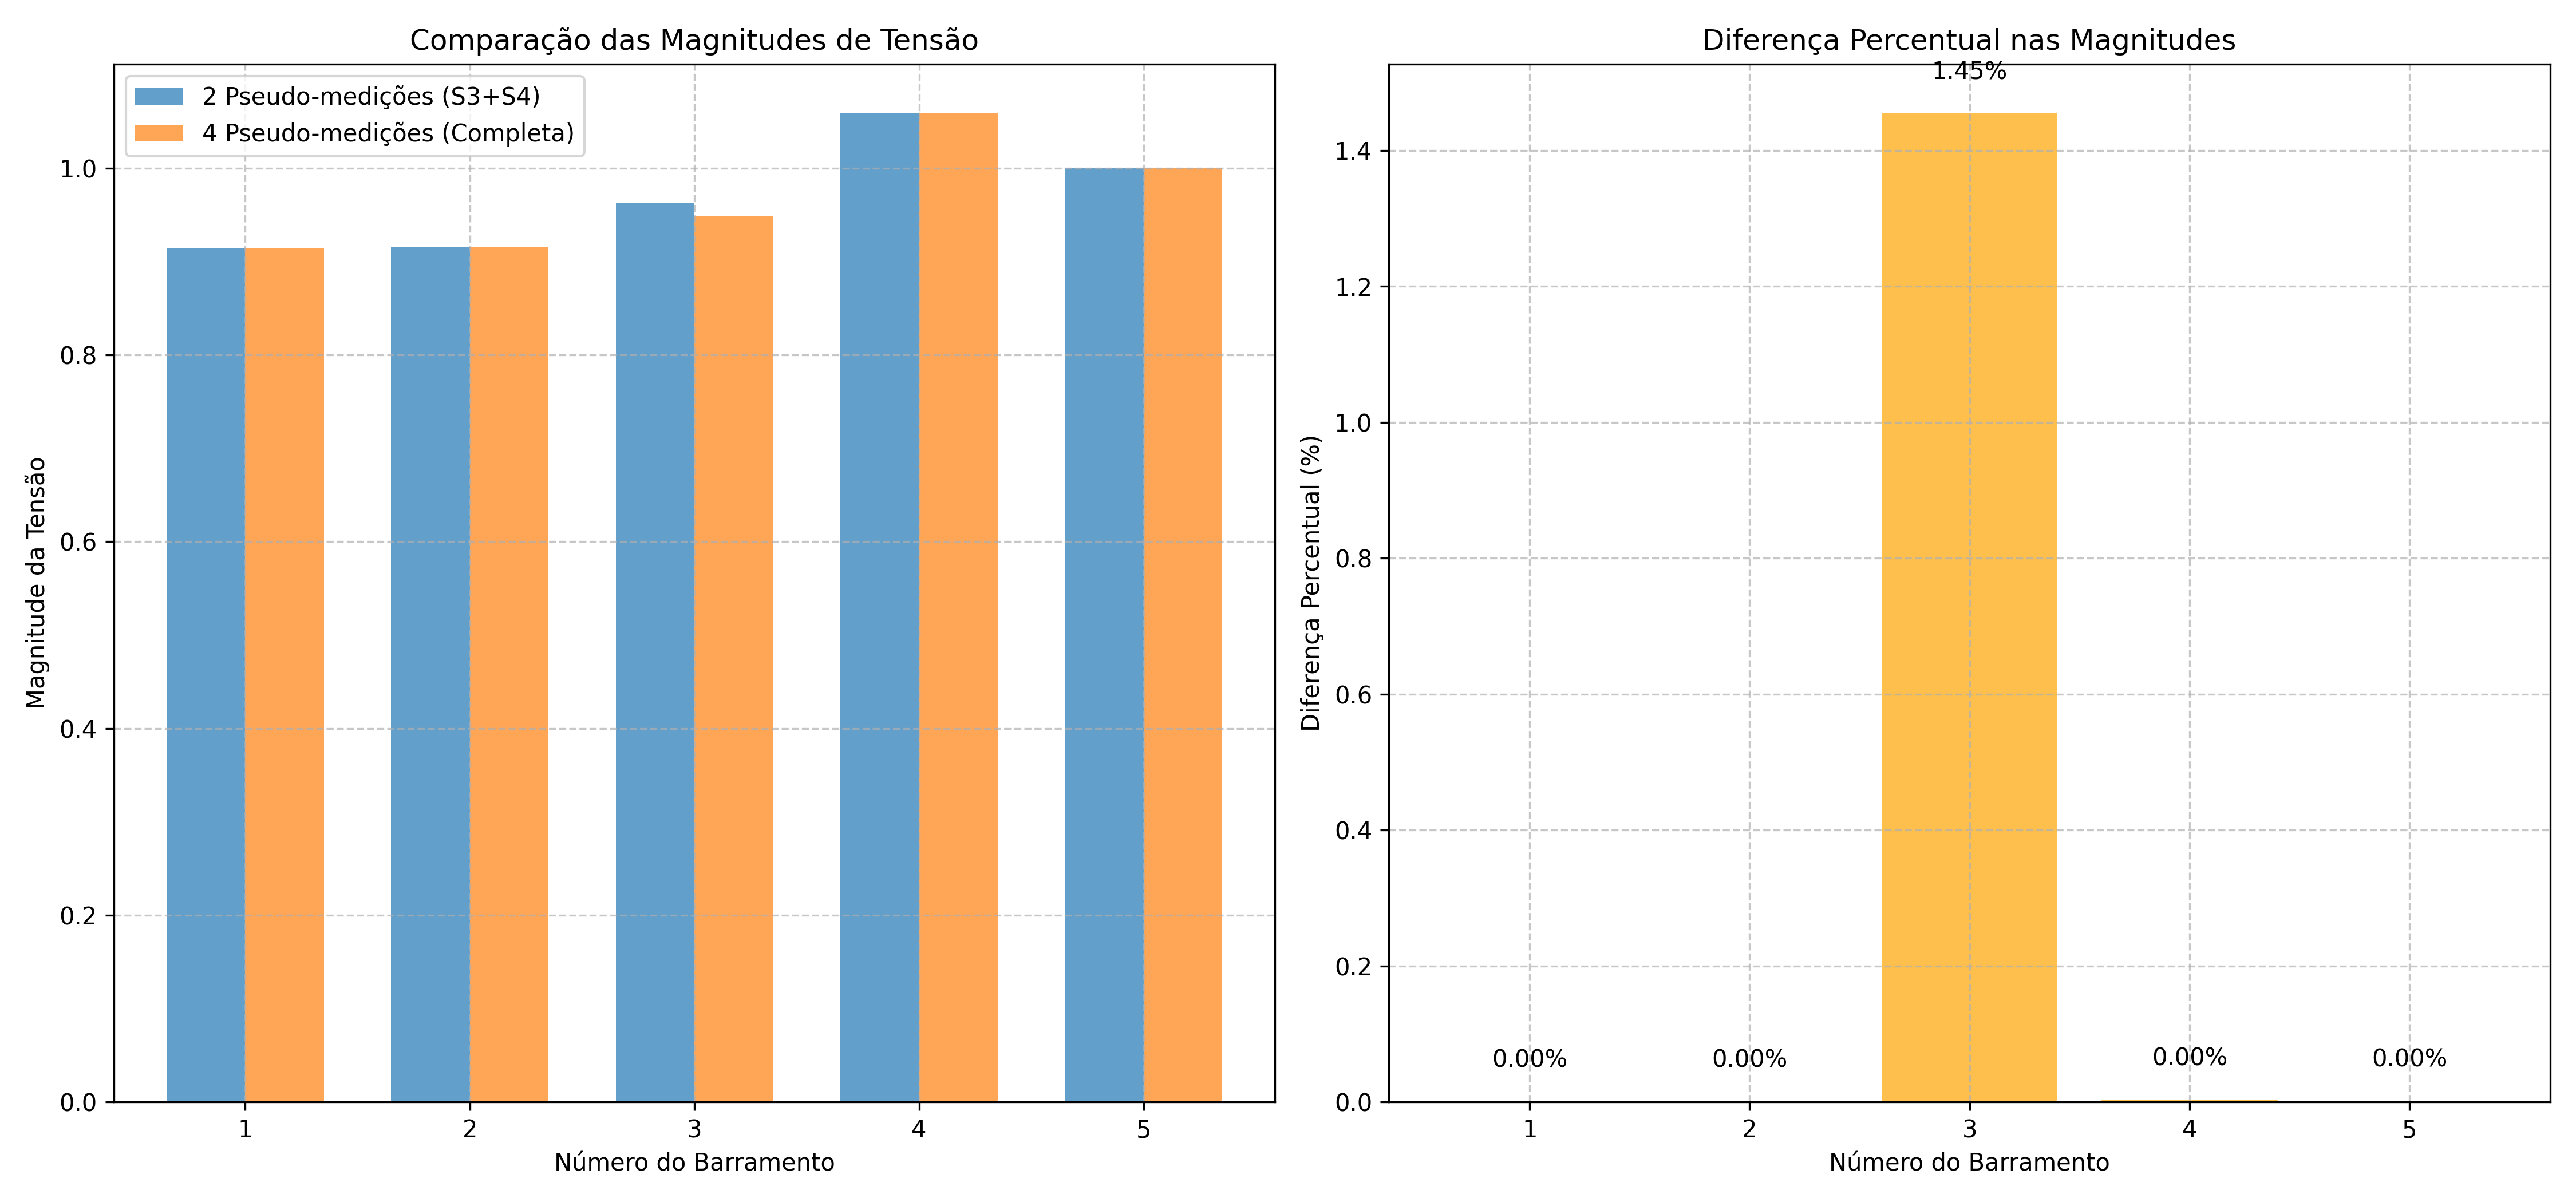 Comparação das Magnitudes de Tensão
2 Pseudo-medições (S3+S4)
4 Pseudo-medições (Completa)
Magnitude da Tensão
1.0
0.8
0.6
0.4
0.2
0.0
1 2 3 4 5
Número do Barramento
Diferença Percentual nas Magnitudes
1.45%
Diferença Percentual (%)
1.4
1.2
1.0
0.8
0.6
0.4
0.2
0.0
0.00% 0.00% 0.00% 0.00%
1 2 3 4 5
Número do Barramento